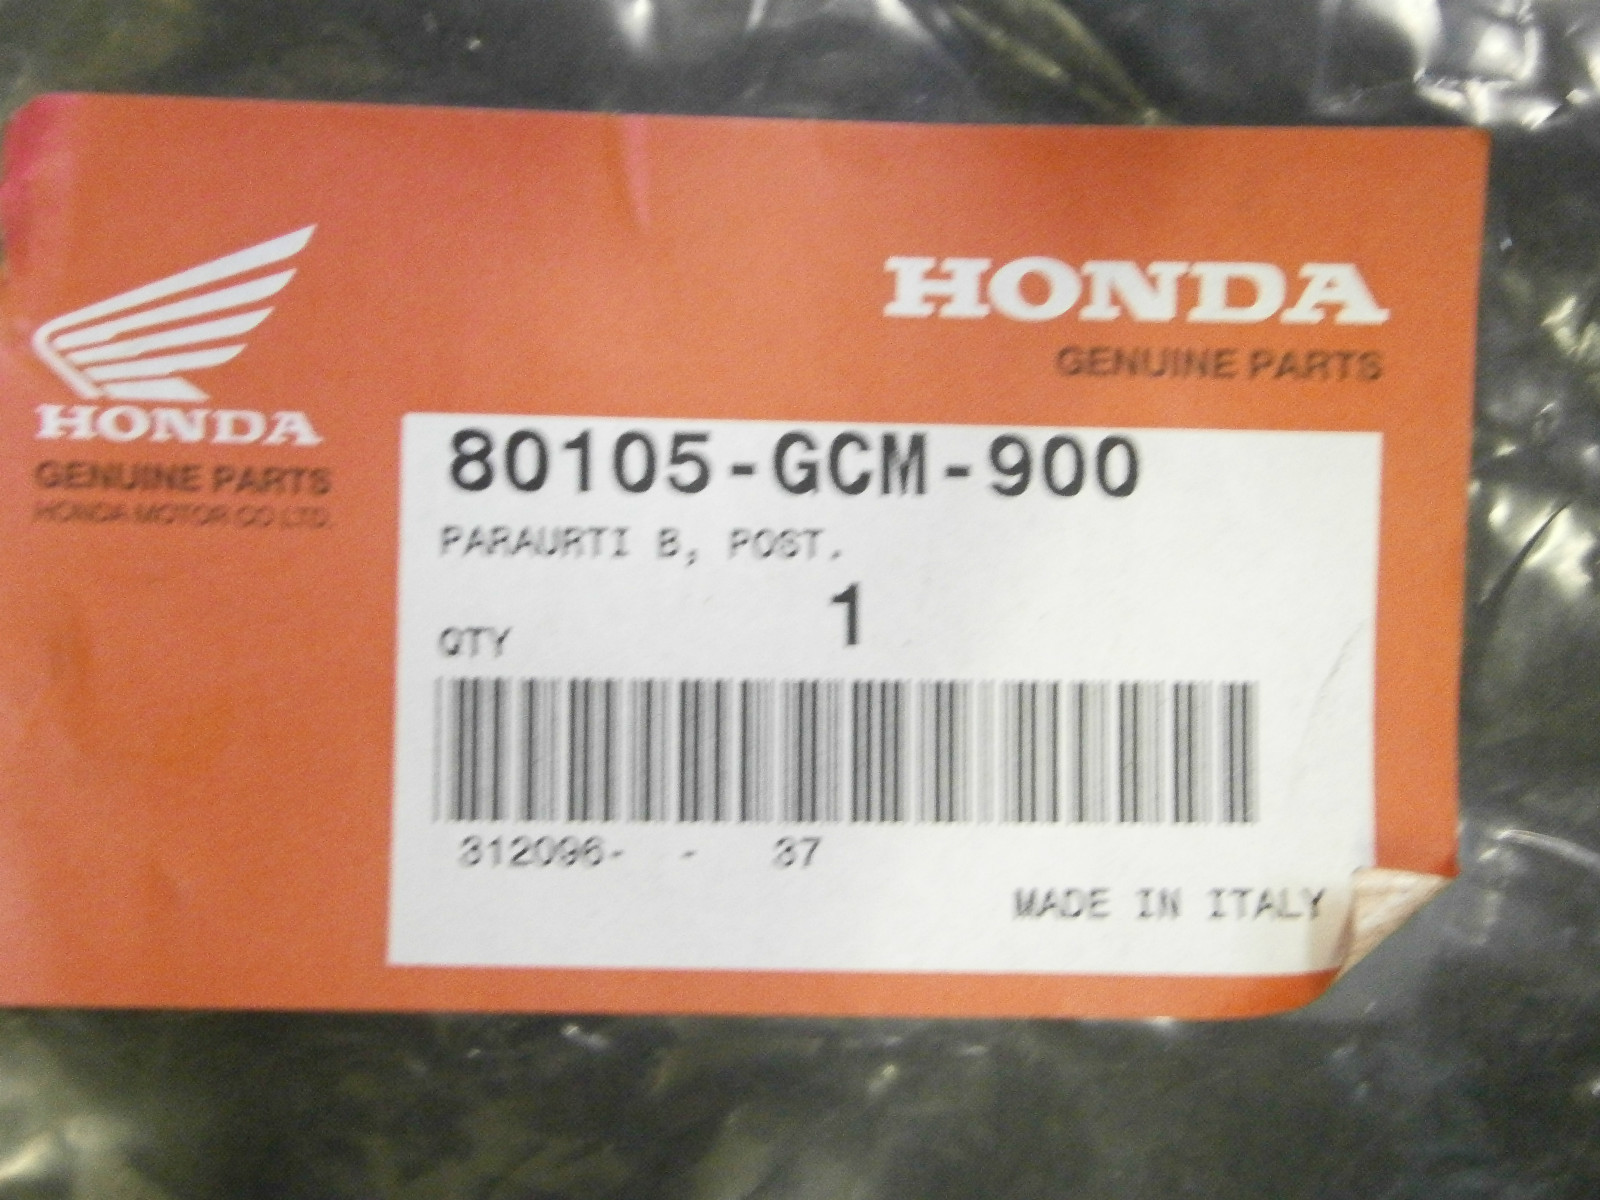 HONDA
GENUINE PARTS
HONDA
GENUINE PARTS
HONDA MOTOR CO LTD.
80105-GCM-900
PARAURTI B, POST.
1
QTY
312096- - 37
MADE IN ITALY